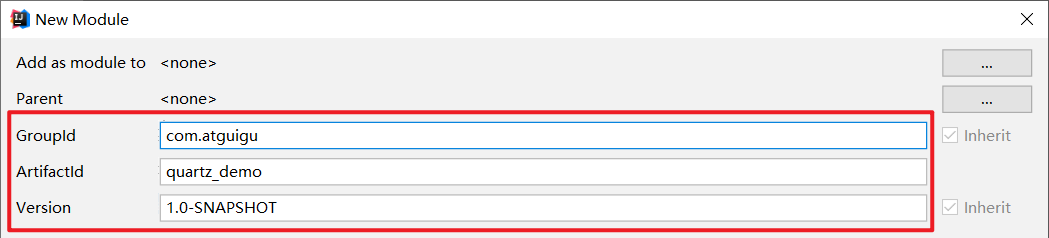 New Module
Add as module to <none> ...
Parent <none> ...
GroupId com.atguigu Inherit
ArtifactId quartz_demo
Version 1.0-SNAPSHOT Inherit